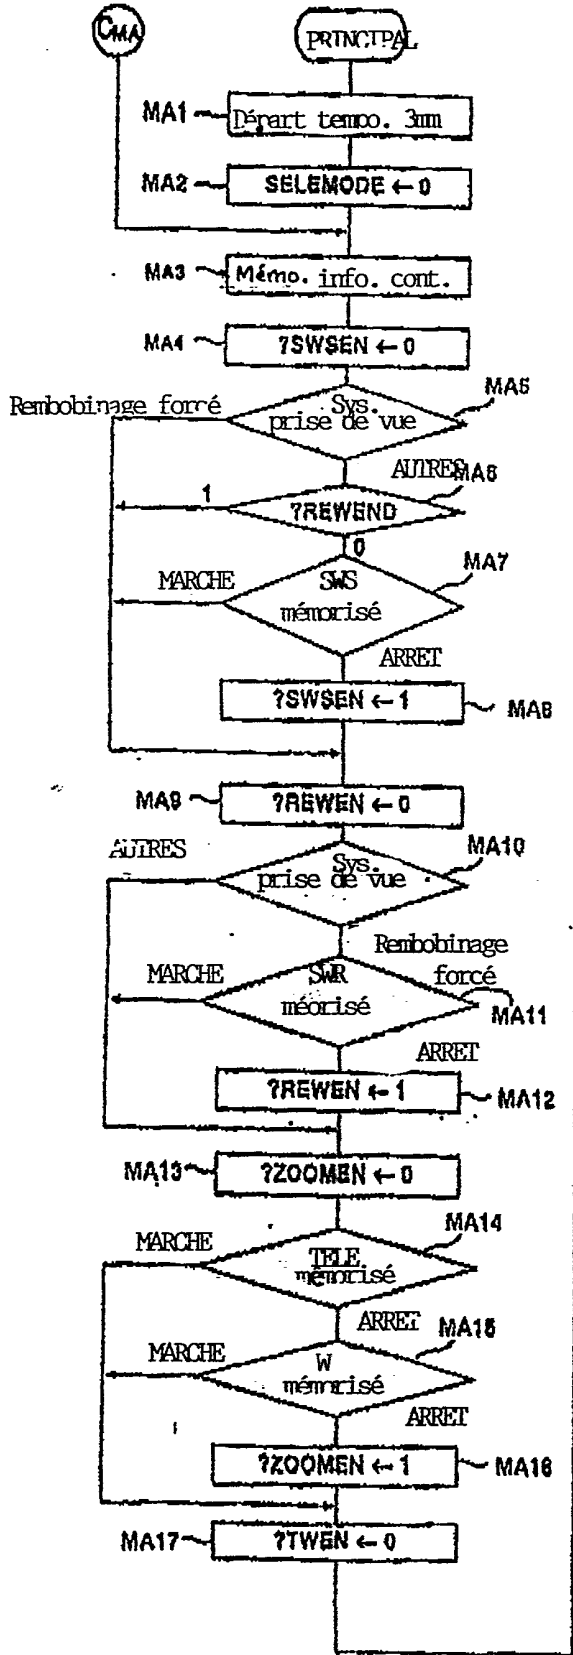 CMA
PRINCIPAL
MA1
Départ tempo. 3mm
MA2
SELEMODE ← 0
MA3
Mémo. info. cont.
MA4
?SWSEN ← 0
MA5
Rembobinage forcé
Sys.
prise de vue
AUTRES
MA6
1
?REWEND
0
MA7
MARCHE
SWS
mémorisé
ARRET
?SWSEN ← 1
MA8
MA9
?REWEN ← 0
AUTRES
MA10
Sys.
prise de vue
Rembobinage
forcé
MARCHE
SWR
méorisé
MA11
ARRET
?REWEN ← 1
MA12
MA13
?ZOOMEN ← 0
MA14
MARCHE
TELE
mémorisé
ARRET
MA15
MARCHE
W
mémorisé
ARRET
?ZOOMEN ← 1
MA16
MA17
?TWEN ← 0